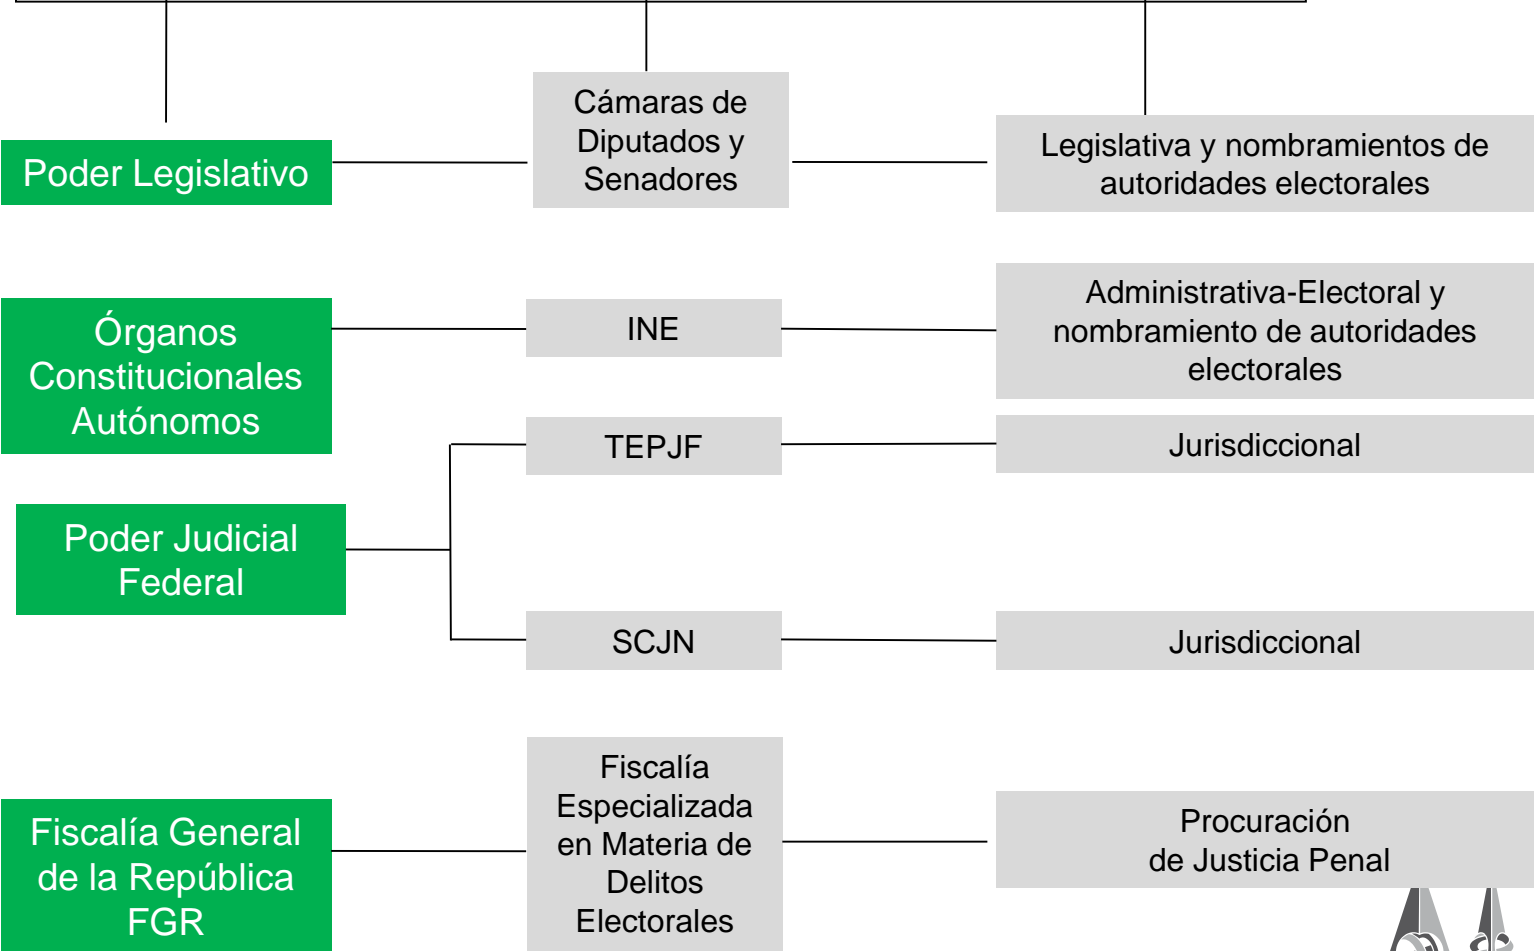 Poder Legislativo
Cámaras de
Diputados y
Senadores
Legislativa y nombramientos de
autoridades electorales
Órganos
Constitucionales
Autónomos
INE
Administrativa-Electoral y
nombramiento de autoridades
electorales
Poder Judicial
Federal
TEPJF
Jurisdiccional
SCJN
Jurisdiccional
Fiscalía General
de la República
FGR
Fiscalía
Especializada
en Materia de
Delitos
Electorales
Procuración
de Justicia Penal